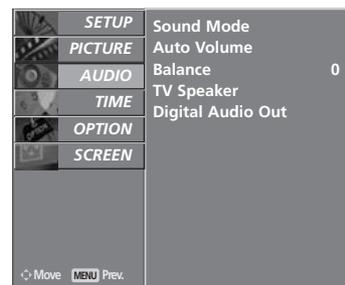 SETUP
PICTURE
AUDIO
TIME
OPTION
SCREEN
Move MENU Prev.
Sound Mode
Auto Volume
Balance 0
TV Speaker
Digital Audio Out